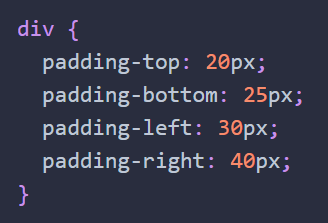 div {
  padding-top: 20px;
  padding-bottom: 25px;
  padding-left: 30px;
  padding-right: 40px;
}